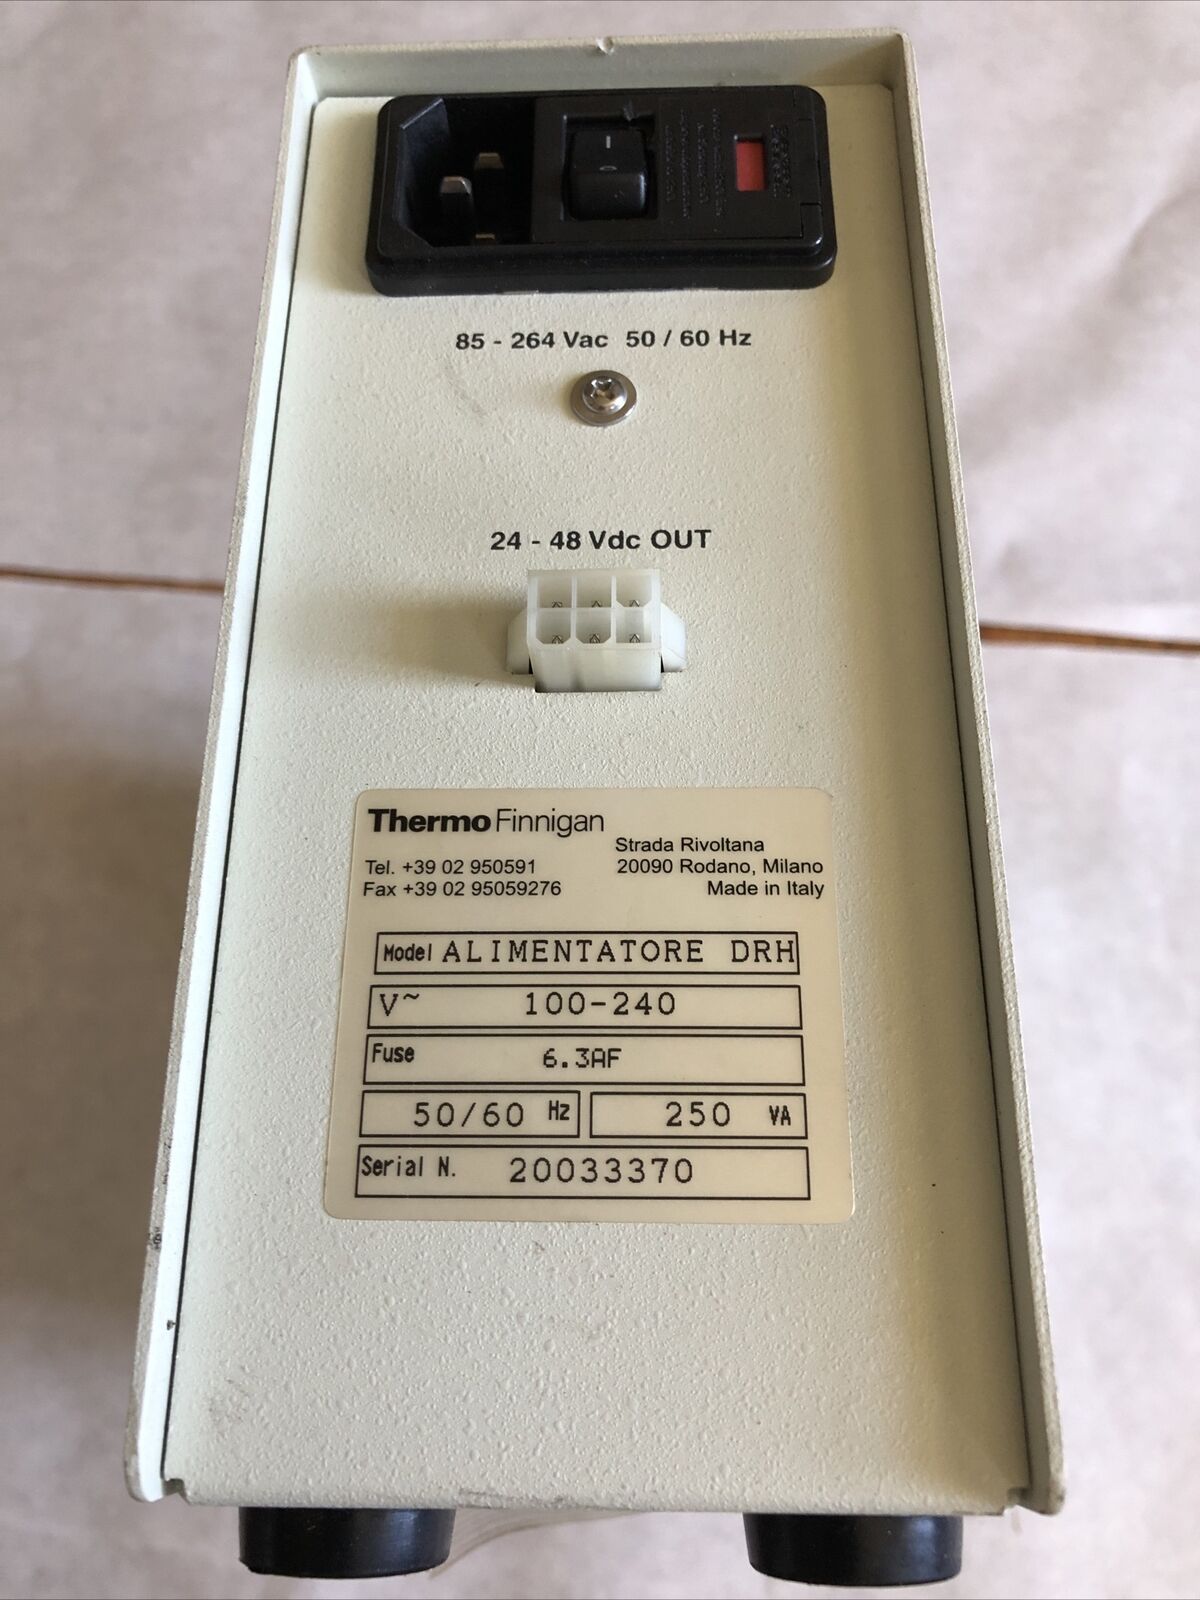 85 - 264 Vac 50 / 60 Hz
24 - 48 Vdc OUT
Thermo Finnigan
Strada Rivoltana
Tel. +39 02 950591 20090 Rodano, Milano
Fax +39 02 95059276 Made in Italy
Model ALIMENTATORE DRH
V~ 100-240
Fuse 6.3AF
50/60 Hz 250 VA
Serial N. 20033370